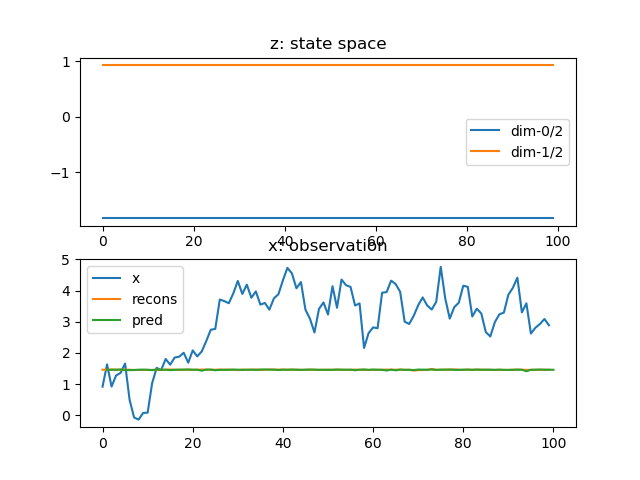 z: state space
1
0
−1
dim-0/2
dim-1/2
0 20 40 60 80 100
x: observation
5
4
3
2
1
0
x
recons
pred
0 20 40 60 80 100